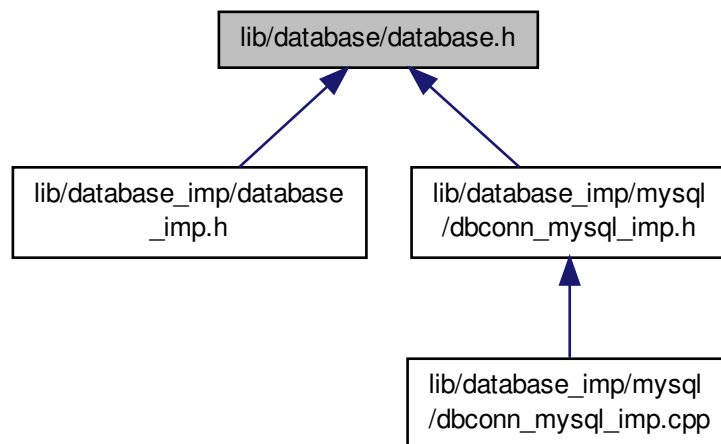 lib/database/database.h
lib/database_imp/database
_imp.h
lib/database_imp/mysql
/dbconn_mysql_imp.h
lib/database_imp/mysql
/dbconn_mysql_imp.cpp